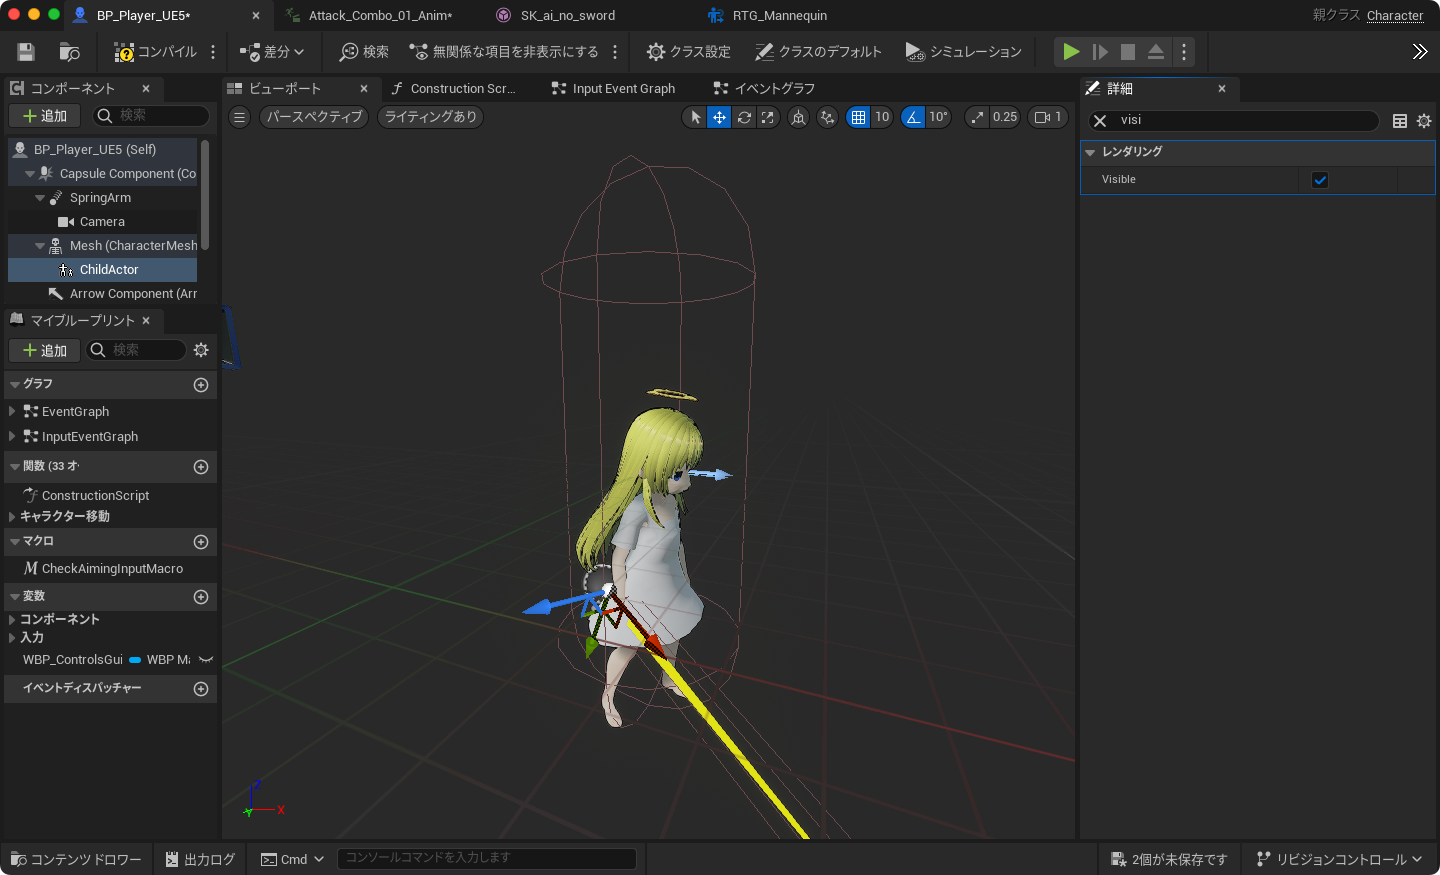 BP_Player_UE5*
Attack_Combo_01_Anim*
SK_ai_no_sword
RTG_Mannequin
親クラス Character
コンパイル
差分
検索
無関係な項目を非表示にする
クラス設定
クラスのデフォルト
シミュレーション
コンポーネント
ビューポート
Construction Scr...
Input Event Graph
イベントグラフ
詳細
追加
検索
パースペクティブ
ライティングあり
10
10°
0.25
1
visi
BP_Player_UE5 (Self)
Capsule Component (Co
SpringArm
Camera
Mesh (CharacterMesh
ChildActor
Arrow Component (Arr
レンダリング
Visible
マイブループリント
追加
検索
グラフ
EventGraph
InputEventGraph
関数 (33 オ
ConstructionScript
キャラクター移動
マクロ
CheckAimingInputMacro
変数
コンポーネント
入力
WBP_ControlsGui
WBP Ma
イベントディスパッチャー
Z
X
Y
コンテンツ ドロワー
出力ログ
Cmd
コンソールコマンドを入力します
2個が未保存です
リビジョンコントロール